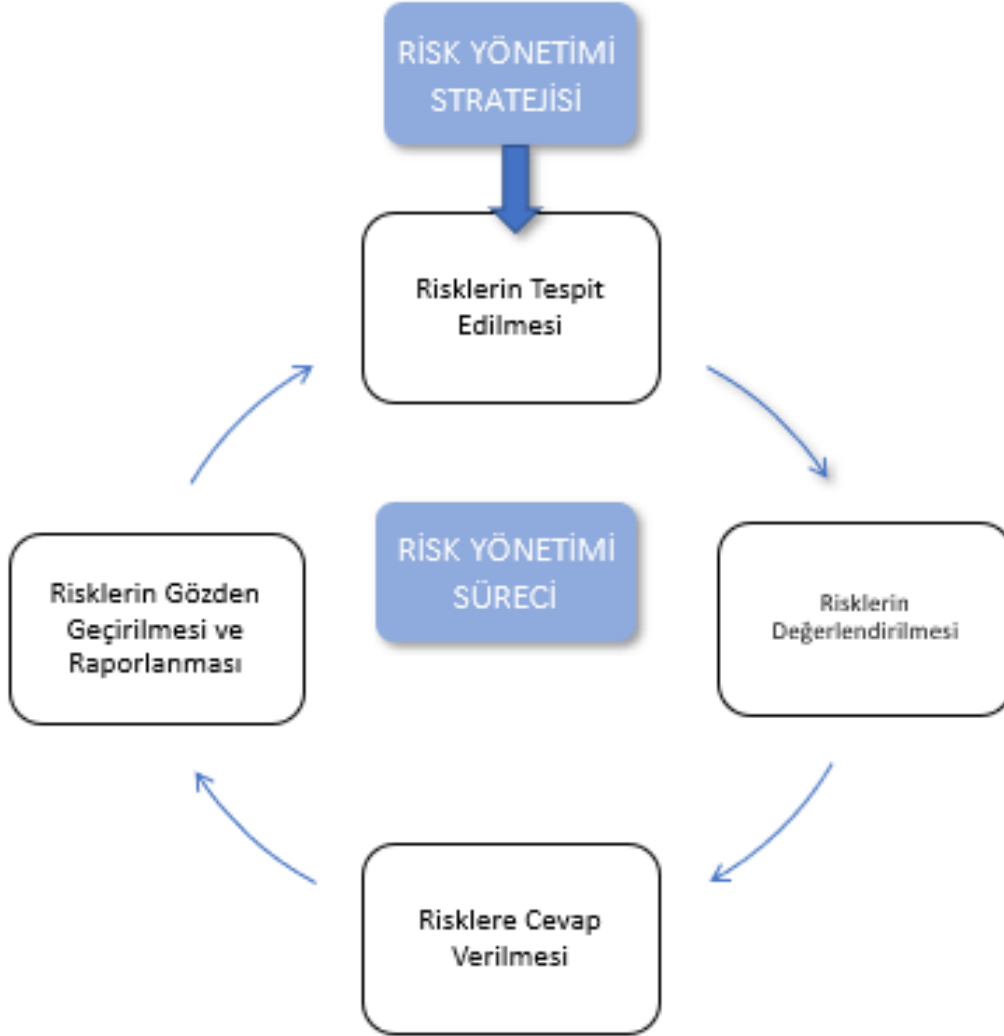 RİSK YÖNETİMİ
STRATEJİSİ
Risklerin Tespit
Edilmesi
RİSK YÖNETİMİ
SÜRECİ
Risklerin Gözden
Geçirilmesi ve
Raporlanması
Risklerin
Değerlendirilmesi
Risklere Cevap
Verilmesi